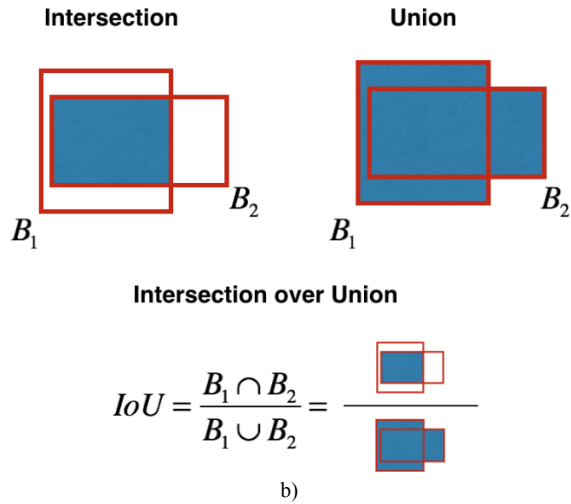 Intersection
Union
B₁
B₂
B₁
B₂
Intersection over Union
IoU = B₁ ∩ B₂ / B₁ ∪ B₂ =
b)